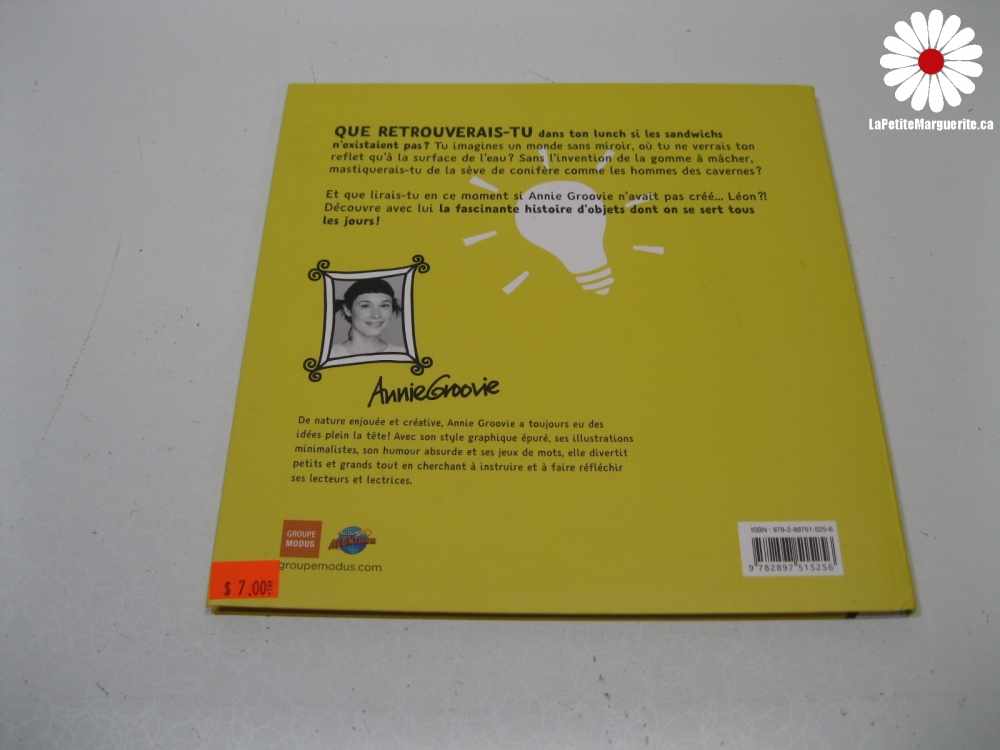 LaPetiteMarguerite.ca
QUE RETROUVERAIS-TU dans ton lunch si les sandwichs
n'existaient pas? Tu imagines un monde sans miroir, où tu ne verrais ton
reflet qu'à la surface de l'eau? Sans l'invention de la gomme à mâcher,
mastiquerais-tu de la sève de conifère comme les hommes des cavernes?
Et que lirais-tu en ce moment si Annie Groovie n'avait pas créé... Léon?!
Découvre avec lui la fascinante histoire d'objets dont on se sert tous
les jours!
AnnieGroovie
De nature enjouée et créative, Annie Groovie a toujours eu des
idées plein la tête! Avec son style graphique épuré, ses illustrations
minimalistes, son humour absurde et ses jeux de mots, elle divertit
petits et grands tout en cherchant à instruire et à faire réfléchir
ses lecteurs et lectrices.
GROUPE
MODUS
groupemodus.com
$ 7.00
ISBN : 978-2-89751-525-6
9 782897 515256